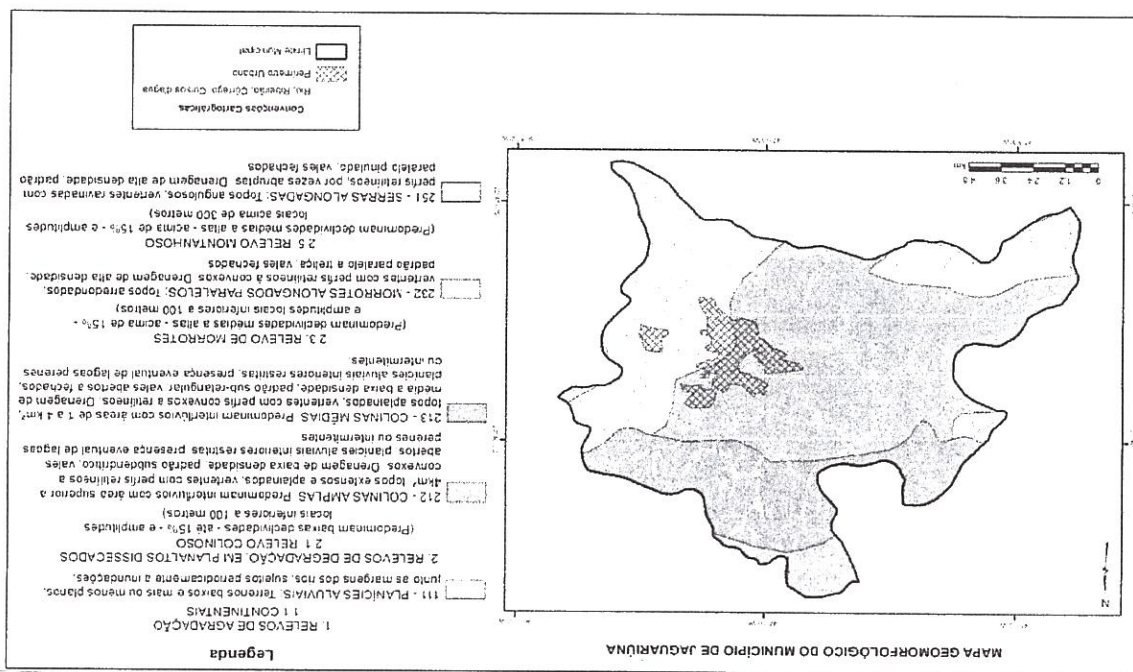 MAPA GEOMORFOLÓGICO DO MUNICÍPIO DE JAGUARIÚNA
N
0 12 24 36 48
km
Legenda
1. RELEVOS DE AGRADAÇÃO
1.1 CONTINENTAIS
111 - PLANÍCIES ALUVIAIS. Terrenos baixos e mais ou menos planos,
junto as margens dos rios, sujeitos periodicamente a inundações.
2. RELEVOS DE DEGRADAÇÃO, EM PLANALTOS DISSECADOS
2.1 RELEVO COLINOSO
(Predominam baixas declividades - até 15% - e amplitudes
locais inferiores a 100 metros)
212 - COLINAS AMPLAS Predominam interflúvios com área superior a
4km² topos extensos e aplainados, vertentes com perfis retilíneos a
convexos. Drenagem de baixa densidade, padrão subdendrítico, vales
abertos, planícies aluviais interiores restritas presença eventual de lagoas
perenes ou intermitentes
213 - COLINAS MÉDIAS Predominam interflúvios com áreas de 1 a 4 km²,
topos aplainados, vertentes com perfis convexos a retilíneos. Drenagem de
media a baixa densidade, padrão sub-retangular vales abertos a fechados,
planícies aluviais interiores restritas, presença eventual de lagoas perenes
ou intermitentes.
2.3. RELEVO DE MORROTES
(Predominam declividades médias a altas - acima de 15% -
e amplitudes locais inferiores a 100 metros)
232 - MORROTES ALONGADOS PARALELOS: Topos arredondados,
vertentes com perfis retilíneos à convexos Drenagem de alta densidade,
padrão paralelo a treliça, vales fechados
2.5 RELEVO MONTANHOSO
(Predominam declividades médias a altas - acima de 15% - e amplitudes
locais acima de 300 metros)
251 - SERRAS ALONGADAS: Topos angulosos, vertentes ravinadas com
perfis retilíneos, por vezes abruptas Drenagem de alta densidade, padrão
paralelo pinulado, vales fechados
Convenções Cartográficas
Rio, Ribeirão, Córrego, Cursos d'água
Perímetro Urbano
Limite Municipal